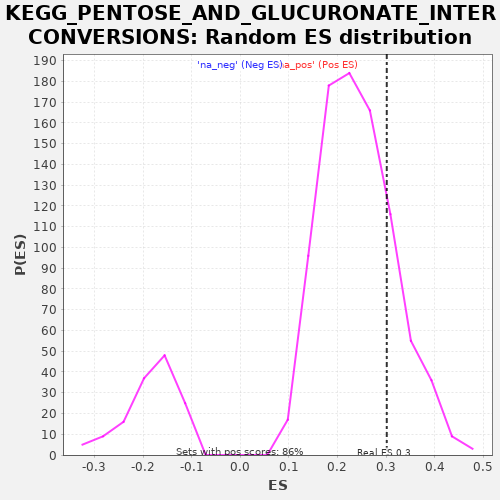 KEGG_PENTOSE_AND_GLUCURONATE_INTER
CONVERSIONS: Random ES distribution
'na_neg' (Neg ES)
a_pos' (Pos ES)
P(ES)
190
180
170
160
150
140
130
120
110
100
90
80
70
60
50
40
30
20
10
0
Sets with pos scores: 86%
Real ES 0.3
-0.3 -0.2 -0.1 0.0 0.1 0.2 0.3 0.4 0.5
ES